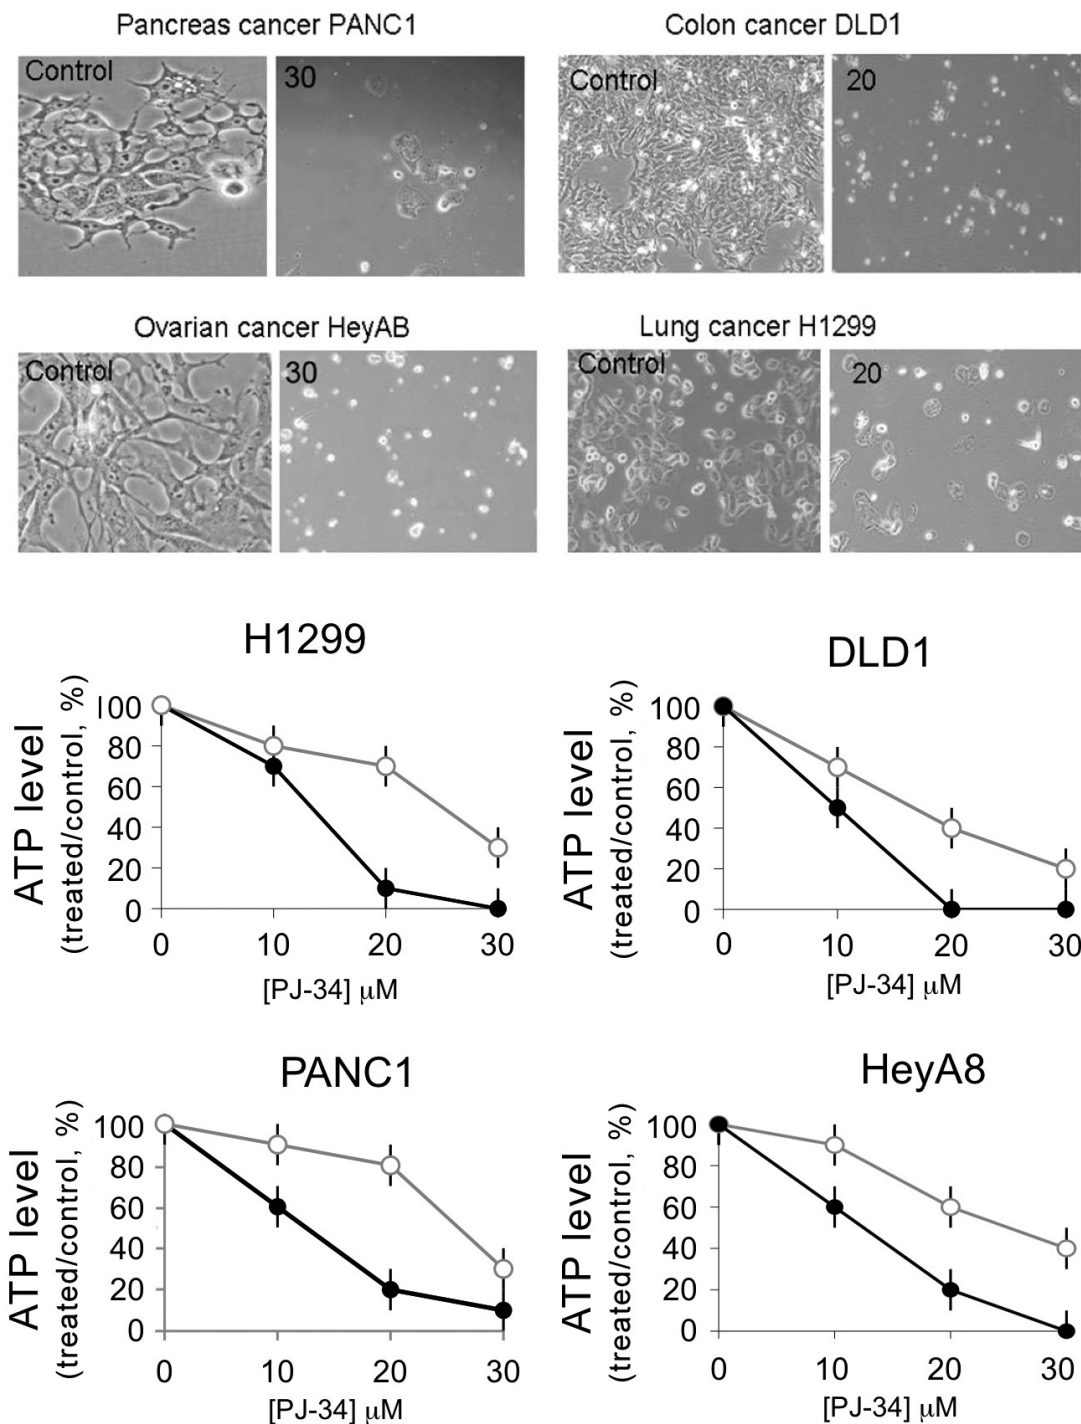 Pancreas cancer PANC1
Colon cancer DLD1
Control
30
Control
20
Ovarian cancer HeyAB
Lung cancer H1299
Control
30
Control
20
H1299
ATP level
(treated/control, %)
100
80
60
40
20
0
0 10 20 30
[PJ-34] μM
DLD1
ATP level
(treated/control, %)
100
80
60
40
20
0
0 10 20 30
[PJ-34] μM
PANC1
ATP level
(treated/control, %)
100
80
60
40
20
0
0 10 20 30
[PJ-34] μM
HeyA8
ATP level
(treated/control, %)
100
80
60
40
20
0
0 10 20 30
[PJ-34] μM